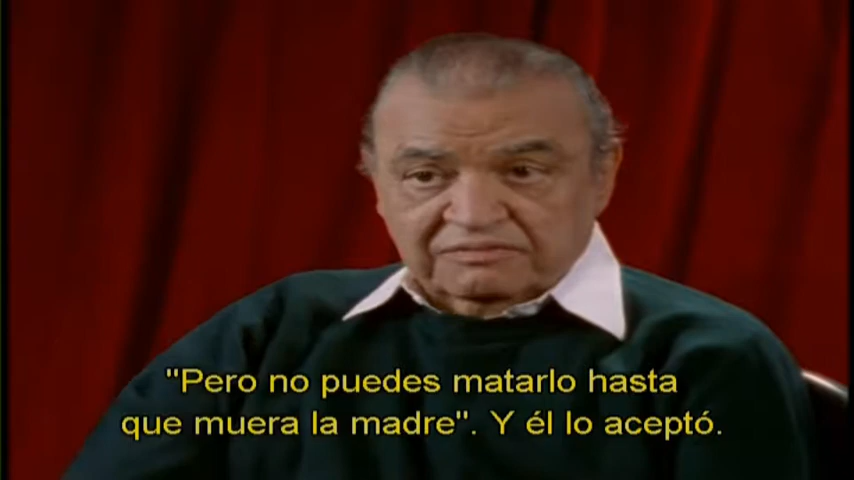 "Pero no puedes matarlo hasta
que muera la madre". Y él lo aceptó.